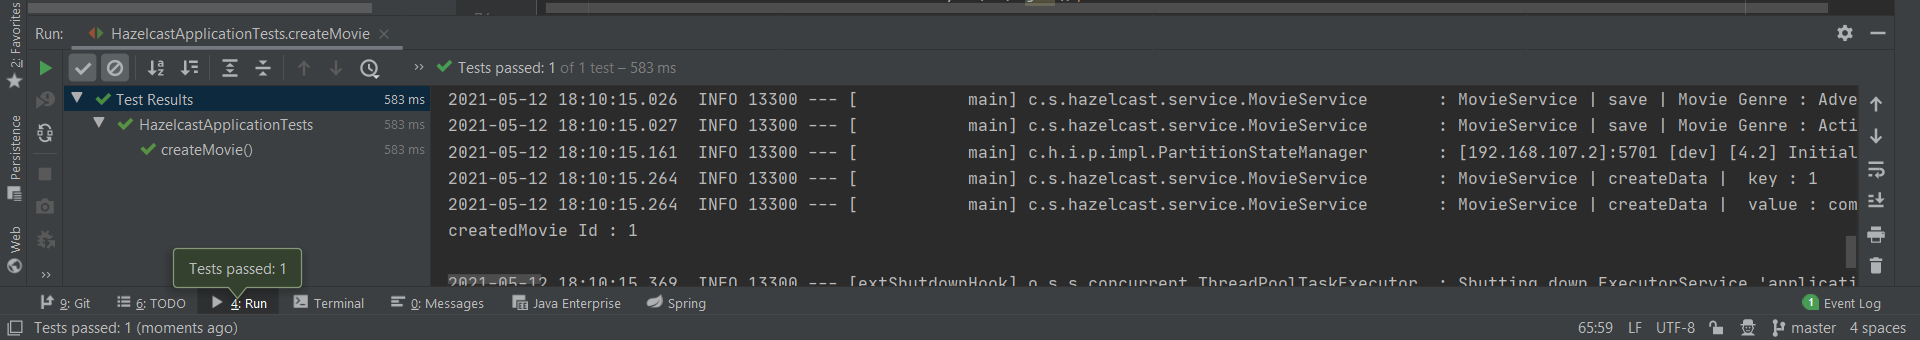 2: Favorites
Persistence
Web
Run: HazelcastApplicationTests.createMovie
Tests passed: 1 of 1 test – 583 ms
Test Results 583 ms
HazelcastApplicationTests 583 ms
createMovie() 583 ms
2021-05-12 18:10:15.026 INFO 13300 --- [ main] c.s.hazelcast.service.MovieService : MovieService | save | Movie Genre : Adve
2021-05-12 18:10:15.027 INFO 13300 --- [ main] c.s.hazelcast.service.MovieService : MovieService | save | Movie Genre : Acti
2021-05-12 18:10:15.161 INFO 13300 --- [ main] c.h.i.p.impl.PartitionStateManager : [192.168.107.2]:5701 [dev] [4.2] Initial
2021-05-12 18:10:15.264 INFO 13300 --- [ main] c.s.hazelcast.service.MovieService : MovieService | createData | key : 1
2021-05-12 18:10:15.264 INFO 13300 --- [ main] c.s.hazelcast.service.MovieService : MovieService | createData | value : com
createdMovie Id : 1
2021-05-12 18:10:15.369 INFO 13300 --- [extShutdownHook] o.s.s.concurrent.ThreadPoolTaskExecutor : Shutting down ExecutorService 'applicati
Tests passed: 1
9: Git 6: TODO 4: Run Terminal 0: Messages Java Enterprise Spring 1 Event Log
Tests passed: 1 (moments ago) 65:59 LF UTF-8 master 4 spaces